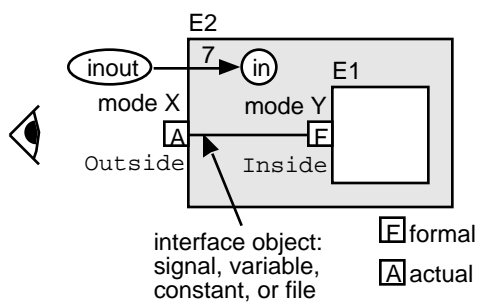 E2
inout
7
in
E1
mode X
mode Y
A
F
Outside
Inside
interface object:
signal, variable,
constant, or file
F formal
A actual